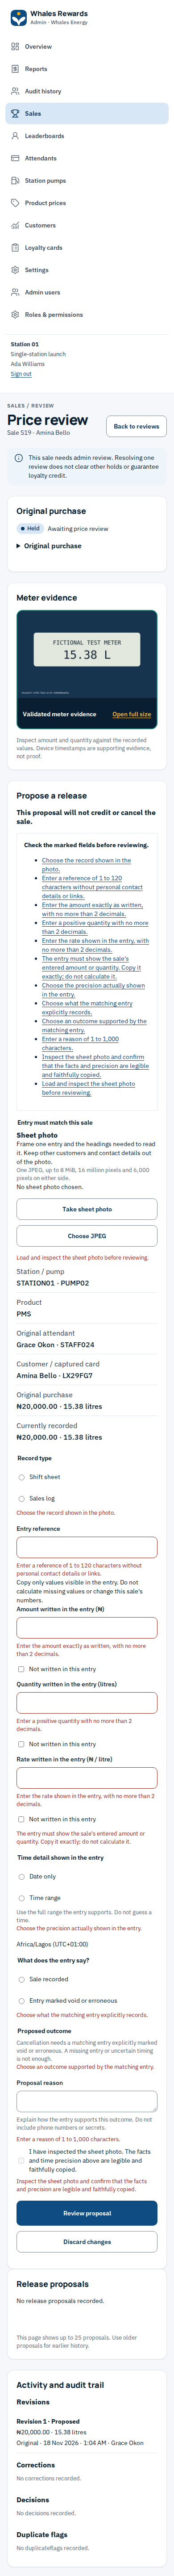 Whales Rewards
Admin · Whales Energy
Overview
Reports
Audit history
Sales
Leaderboards
Attendants
Station pumps
Product prices
Customers
Loyalty cards
Settings
Admin users
Roles & permissions
Station 01
Single-station launch
Ada Williams
Sign out
SALES / REVIEW
Price review
Sale 519 · Amina Bello
Back to reviews
This sale needs admin review. Resolving one
review does not clear other holds or guarantee
loyalty credit.
Original purchase
Held
Awaiting price review
Original purchase
Meter evidence
FICTIONAL TEST METER
15.38 L
Validated meter evidence
Open full size
Inspect amount and quantity against the recorded
values. Device timestamps are supporting evidence,
not proof.
Propose a release
This proposal will not credit or cancel the
sale.
Check the marked fields before reviewing.
Choose the record shown in the
photo.
Enter a reference of 1 to 120
characters without personal contact
details or links.
Enter the amount exactly as written,
with no more than 2 decimals.
Enter a positive quantity with no more
than 2 decimals.
Enter the rate shown in the entry, with
no more than 2 decimals.
The entry must show the sale's
entered amount or quantity. Copy it
exactly; do not calculate it.
Choose the precision actually shown
in the entry.
Choose what the matching entry
explicitly records.
Choose an outcome supported by the
matching entry.
Enter a reason of 1 to 1,000
characters.
Inspect the sheet photo and confirm
that the facts and precision are legible
and faithfully copied.
Load and inspect the sheet photo
before reviewing.
Entry must match this sale
Sheet photo
Frame one entry and the headings needed to read
it. Keep other customers and contact details out
of the photo.
One JPEG, up to 8 MiB, 16 million pixels and 6,000
pixels on either side.
No sheet photo chosen.
Take sheet photo
Choose JPEG
Load and inspect the sheet photo before reviewing.
Station / pump
STATION01 · PUMP02
Product
PMS
Original attendant
Grace Okon · STAFF024
Customer / captured card
Amina Bello · LX29FG7
Original purchase
₦20,000.00 · 15.38 litres
Currently recorded
₦20,000.00 · 15.38 litres
Record type
Shift sheet
Sales log
Choose the record shown in the photo.
Entry reference
Enter a reference of 1 to 120 characters without
personal contact details or links.
Copy only values visible in the entry. Do not
calculate missing values or change this sale's
numbers.
Amount written in the entry (₦)
Enter the amount exactly as written, with no more
than 2 decimals.
Not written in this entry
Quantity written in the entry (litres)
Enter a positive quantity with no more than 2
decimals.
Not written in this entry
Rate written in the entry (₦ / litre)
Enter the rate shown in the entry, with no more than 2
decimals.
Not written in this entry
The entry must show the sale's entered amount or
quantity. Copy it exactly; do not calculate it.
Time detail shown in the entry
Date only
Time range
Use the full range the entry supports. Do not guess a
time.
Choose the precision actually shown in the entry.
Africa/Lagos (UTC+01:00)
What does the entry say?
Sale recorded
Entry marked void or erroneous
Choose what the matching entry explicitly records.
Proposed outcome
Cancellation needs a matching entry explicitly marked
void or erroneous. A missing entry or uncertain timing
is not enough.
Choose an outcome supported by the matching entry.
Proposal reason
Explain how the entry supports this outcome. Do not
include phone numbers or secrets.
Enter a reason of 1 to 1,000 characters.
I have inspected the sheet photo. The facts
and time precision above are legible and
faithfully copied.
Inspect the sheet photo and confirm that the facts
and precision are legible and faithfully copied.
Review proposal
Discard changes
Release proposals
No release proposals recorded.
This page shows up to 25 proposals. Use older
proposals for earlier history.
Activity and audit trail
Revisions
Revision 1 · Proposed
₦20,000.00 · 15.38 litres
Original · 18 Nov 2026 · 1:04 AM · Grace Okon
Corrections
No corrections recorded.
Decisions
No decisions recorded.
Duplicate flags
No duplicateflags recorded.